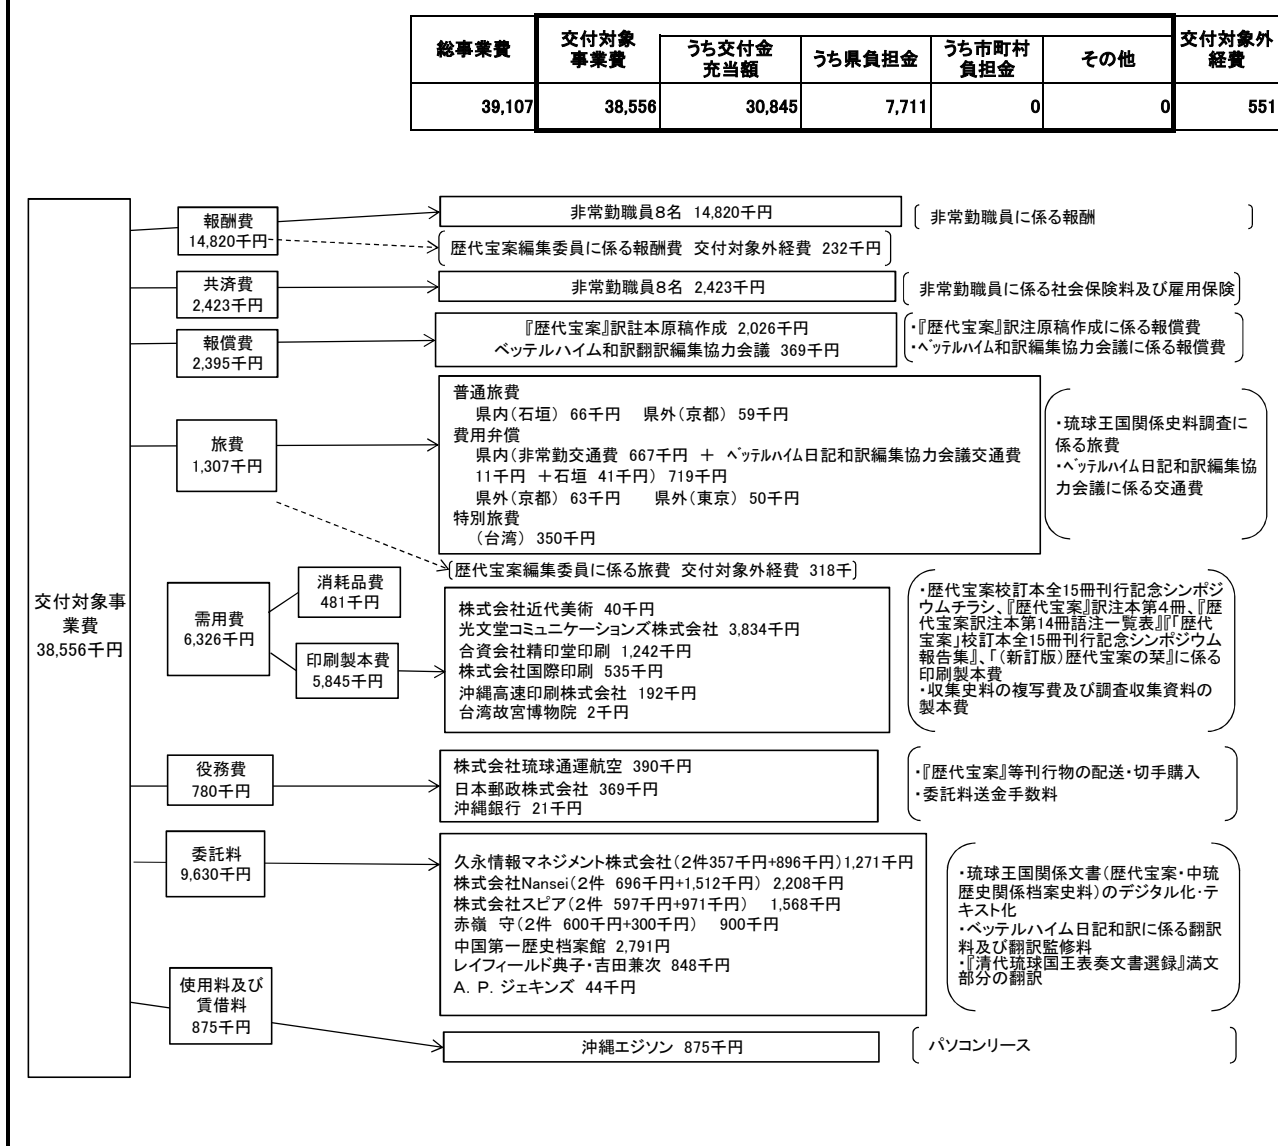 総事業費
交付対象
事業費
うち交付金
充当額
うち県負担金
うち市町村
負担金
その他
交付対象外
経費
39,107
38,556
30,845
7,711
0
0
551
交付対象事
業費
38,556千円
報酬費
14,820千円
非常勤職員8名 14,820千円
非常勤職員に係る報酬
歴代宝案編集委員に係る報酬費 交付対象外経費 232千円
共済費
2,423千円
非常勤職員8名 2,423千円
非常勤職員に係る社会保険料及び雇用保険
報償費
2,395千円
『歴代宝案』訳註本原稿作成 2,026千円
ベッテルハイム和訳翻訳編集協力会議 369千円
・『歴代宝案』訳注原稿作成に係る報償費
・ベッテルハイム和訳編集協力会議に係る報償費
旅費
1,307千円
普通旅費
県内(石垣) 66千円 県外(京都) 59千円
費用弁償
県内(非常勤交通費 667千円 + ベッテルハイム日記和訳編集協力会議交通費
11千円 +石垣 41千円) 719千円
県外(京都) 63千円 県外(東京) 50千円
特別旅費
(台湾) 350千円
・琉球王国関係史料調査に
係る旅費
・ベッテルハイム日記和訳編集協
力会議に係る交通費
歴代宝案編集委員に係る旅費 交付対象外経費 318千
需用費
6,326千円
消耗品費
481千円
印刷製本費
5,845千円
株式会社近代美術 40千円
光文堂コミュニケーションズ株式会社 3,834千円
合資会社精印堂印刷 1,242千円
株式会社国際印刷 535千円
沖縄高速印刷株式会社 192千円
台湾故宮博物院 2千円
・歴代宝案校訂本全15冊刊行記念シンポジ
ウムチラシ、『歴代宝案』訳注本第4冊、『歴
代宝案訳注本第14冊語注一覧表』『「歴代
宝案」校訂本全15冊刊行記念シンポジウム
報告集』、「(新訂版)歴代宝案の栞』に係る
印刷製本費
・収集史料の複写費及び調査収集資料の
製本費
役務費
780千円
株式会社琉球通運航空 390千円
日本郵政株式会社 369千円
沖縄銀行 21千円
・『歴代宝案』等刊行物の配送・切手購入
・委託料送金手数料
委託料
9,630千円
久永情報マネジメント株式会社(2件357千円+896千円)1,271千円
株式会社Nansei(2件 696千円+1,512千円) 2,208千円
株式会社スピア(2件 597千円+971千円) 1,568千円
赤嶺 守(2件 600千円+300千円) 900千円
中国第一歴史档案館 2,791円
レイフィールド典子・吉田兼次 848千円
A. P. ジェキンズ 44千円
・琉球王国関係文書(歴代宝案・中琉
歴史関係档案史料)のデジタル化・テ
キスト化
・ベッテルハイム日記和訳に係る翻訳
料及び翻訳監修料
・『清代琉球国王表奏文書選録』満文
部分の翻訳
使用料及び
賃借料
875千円
沖縄エジソン 875千円
パソコンリース